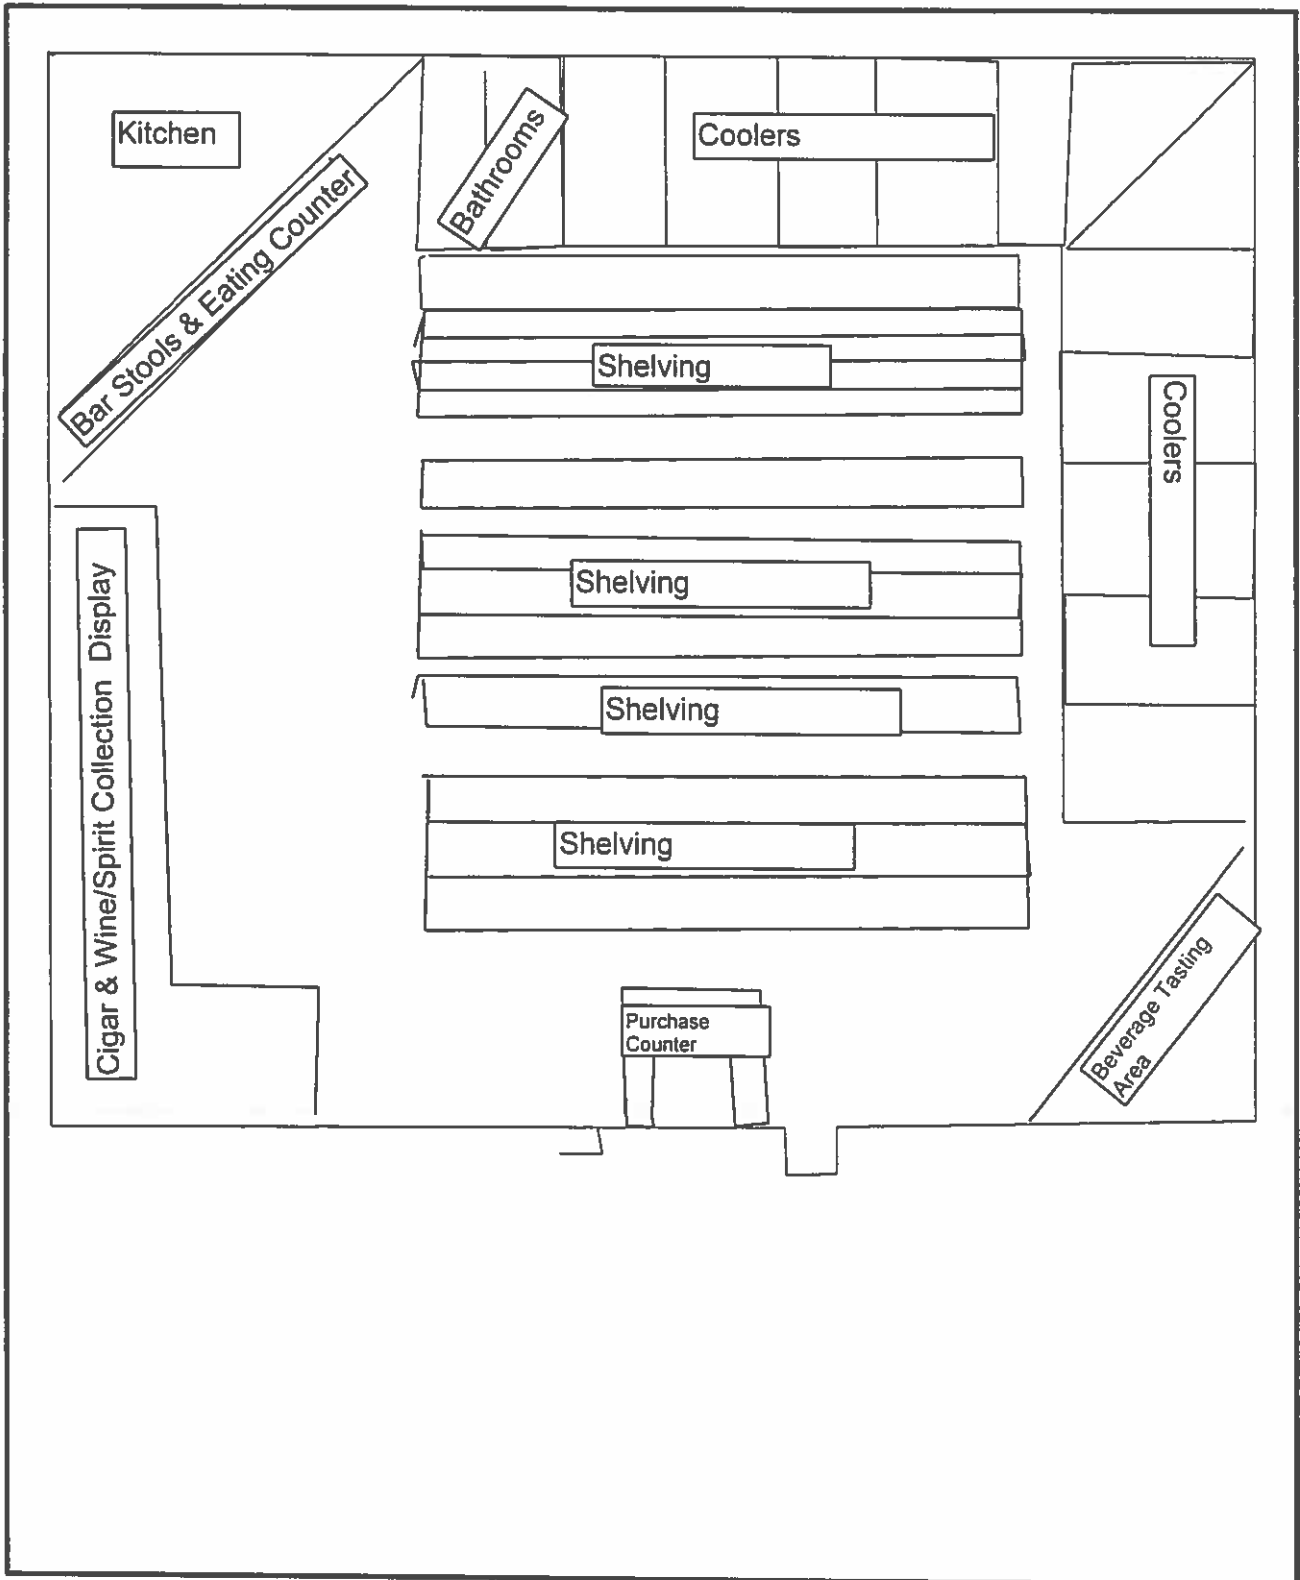 Kitchen
Bathrooms
Coolers
Bar Stools & Eating Counter
Shelving
Coolers
Cigar & Wine/Spirit Collection Display
Shelving
Shelving
Shelving
Purchase
Counter
Beverage Tasting
Area